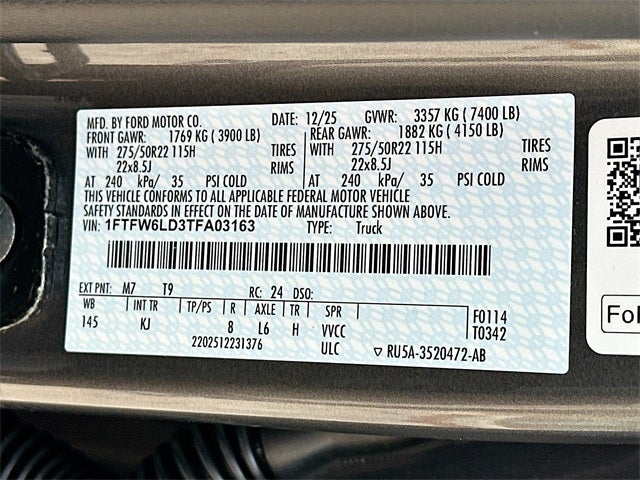 MFD. BY FORD MOTOR CO. DATE: 12/25 GVWR: 3357 KG ( 7400 LB)
FRONT GAWR: 1769 KG ( 3900 LB) REAR GAWR: 1882 KG ( 4150 LB)
WITH 275/50R22 115H TIRES WITH 275/50R22 115H TIRES
22x8.5J RIMS 22x8.5J RIMS
AT 240 kPa/ 35 PSI COLD AT 240 kPa/ 35 PSI COLD
THIS VEHICLE CONFORMS TO ALL APPLICABLE FEDERAL MOTOR VEHICLE
SAFETY STANDARDS IN EFFECT ON THE DATE OF MANUFACTURE SHOWN ABOVE.
VIN: 1FTFW6LD3TFA03163 TYPE: Truck
EXT PNT: M7 T9 RC: 24 DSO:
WB INT TR TP/PS R AXLE TR SPR F0114
145 KJ 8 L6 H VVCC T0342
2202512231376 ULC RU5A-3520472-AB